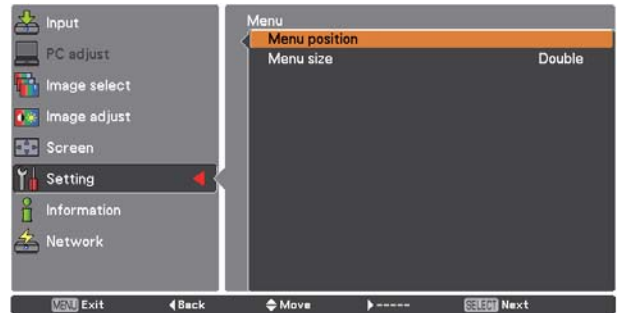 Input
PC adjust
Image select
Image adjust
Screen
Setting
Information
Network
Menu
Menu position
Menu size Double
MENU Exit ◀Back Move ▶----- SELECT Next